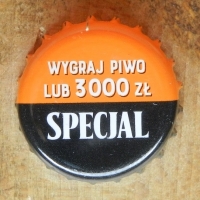 WYGRAJ PIWO
LUB 3000 ZŁ
SPECJAL